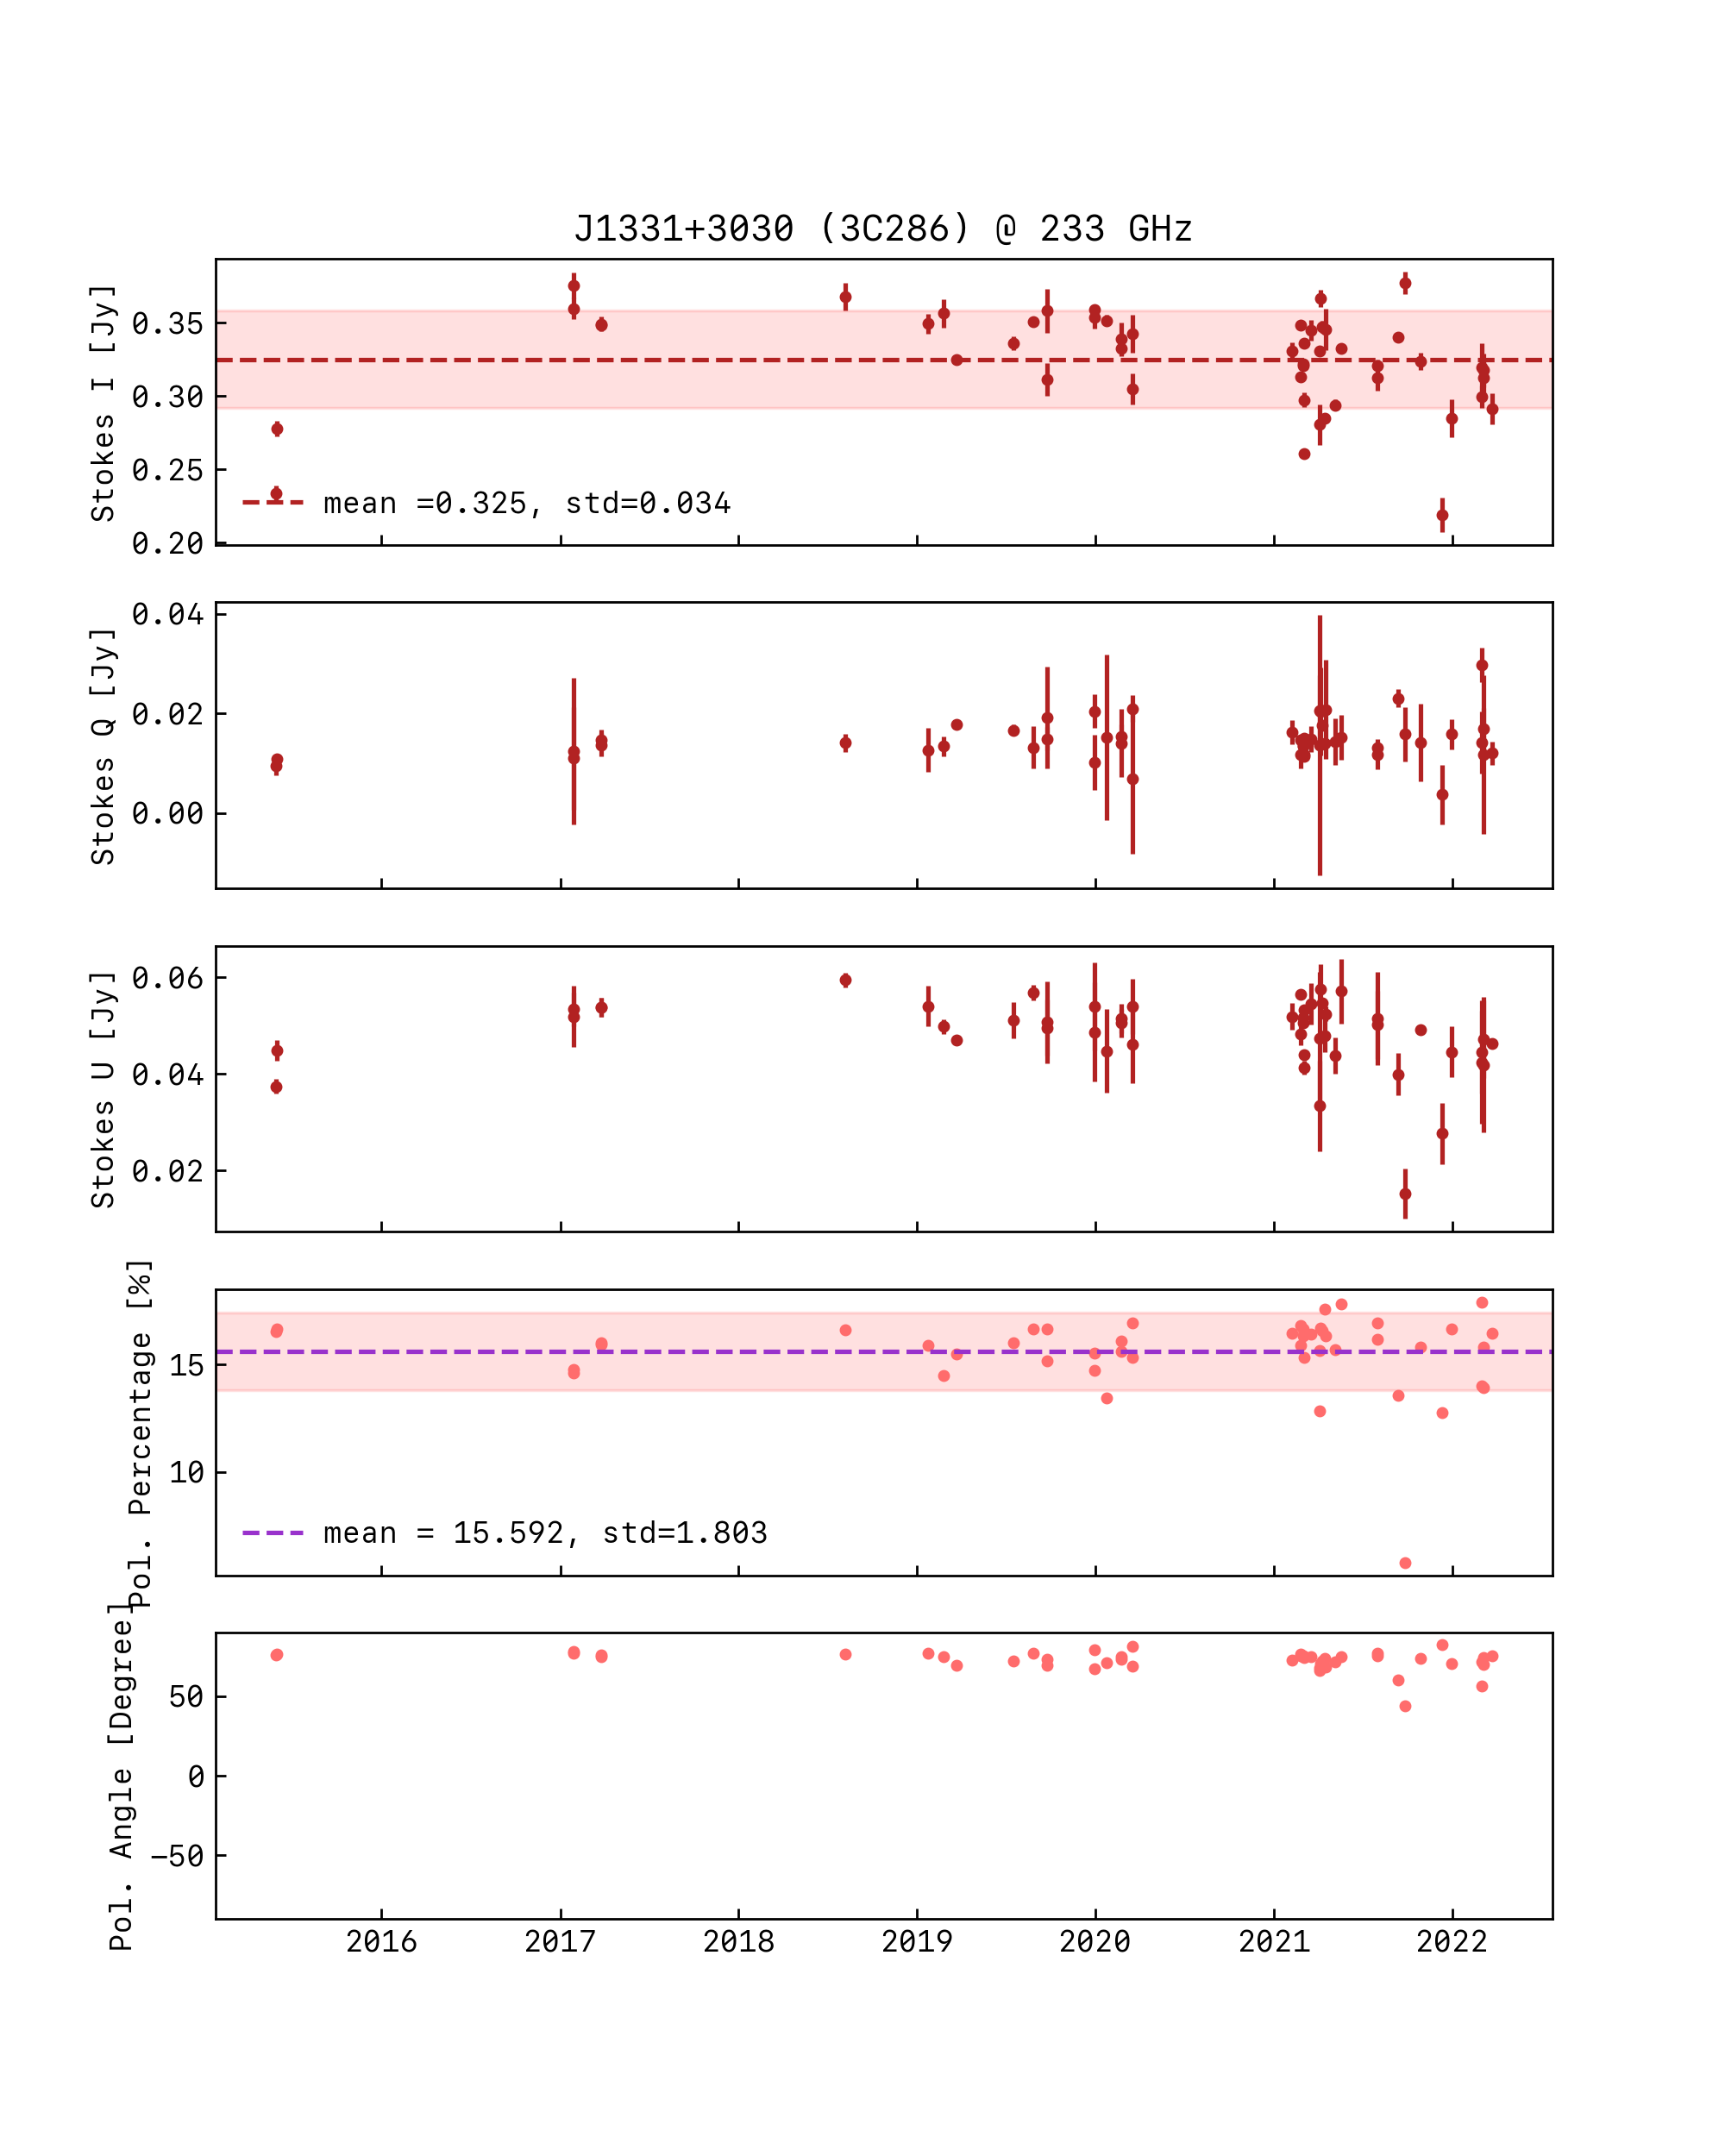 J1331+3030 (3C286) @ 233 GHz
Stokes I [Jy]
0.35
0.30
0.25
0.20
mean =0.325, std=0.034
Stokes Q [Jy]
0.04
0.02
0.00
Stokes U [Jy]
0.06
0.04
0.02
Pol. Percentage [%]
15
10
mean = 15.592, std=1.803
Pol. Angle [Degree]
50
0
−50
2016 2017 2018 2019 2020 2021 2022